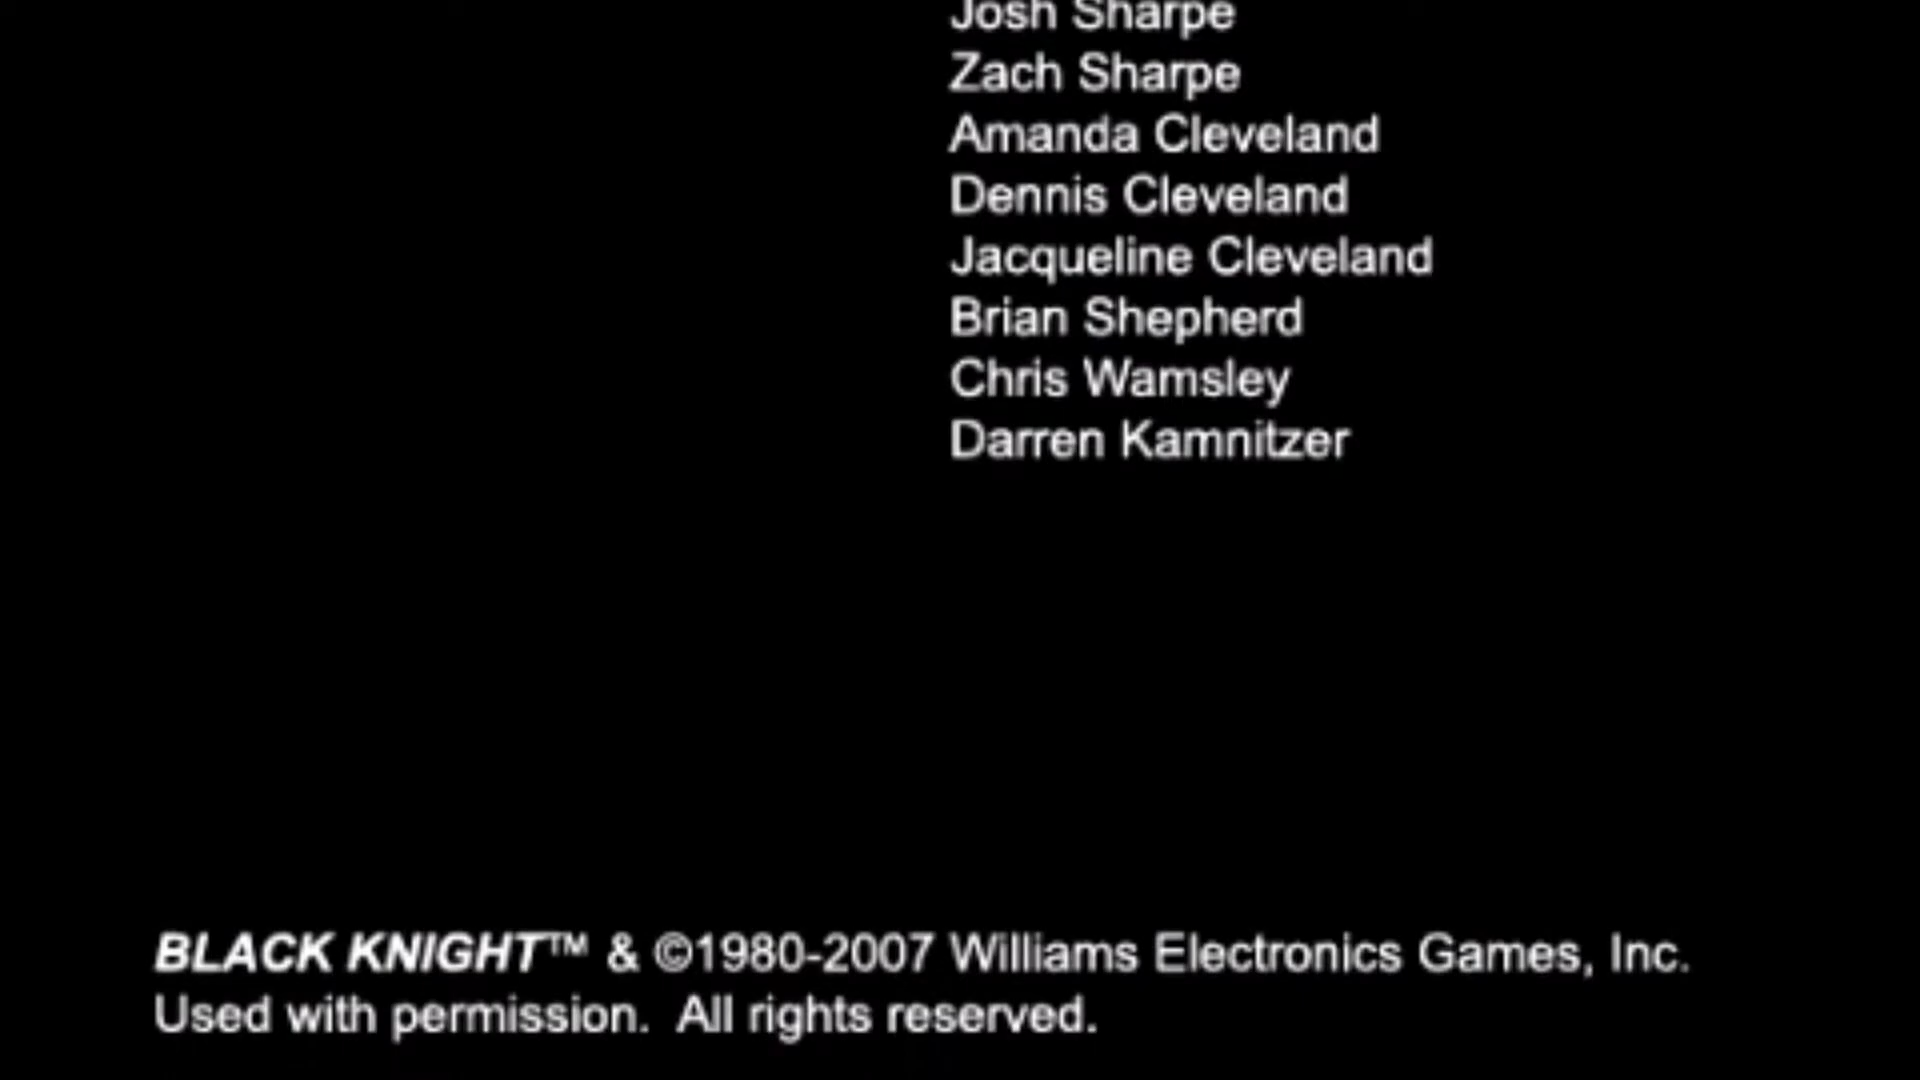 Josh Sharpe
Zach Sharpe
Amanda Cleveland
Dennis Cleveland
Jacqueline Cleveland
Brian Shepherd
Chris Wamsley
Darren Kamnitzer
BLACK KNIGHT™ & ©1980-2007 Williams Electronics Games, Inc.
Used with permission.  All rights reserved.